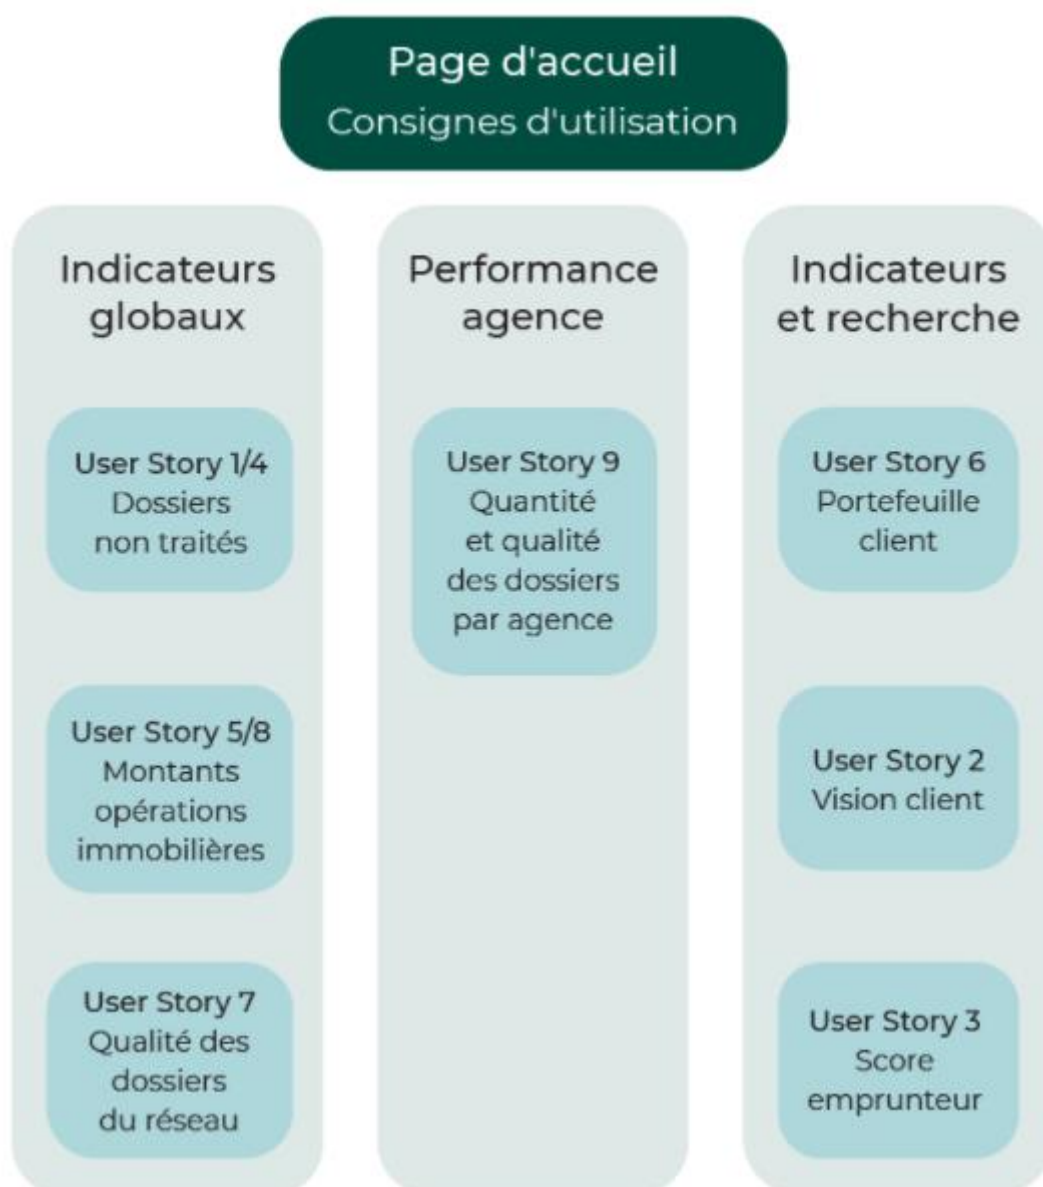 Page d'accueil
Consignes d'utilisation
Indicateurs
globaux
User Story 1/4
Dossiers
non traités
User Story 5/8
Montants
opérations
immobilières
User Story 7
Qualité des
dossiers
du réseau
Performance
agence
User Story 9
Quantité
et qualité
des dossiers
par agence
Indicateurs
et recherche
User Story 6
Portefeuille
client
User Story 2
Vision client
User Story 3
Score
emprunteur